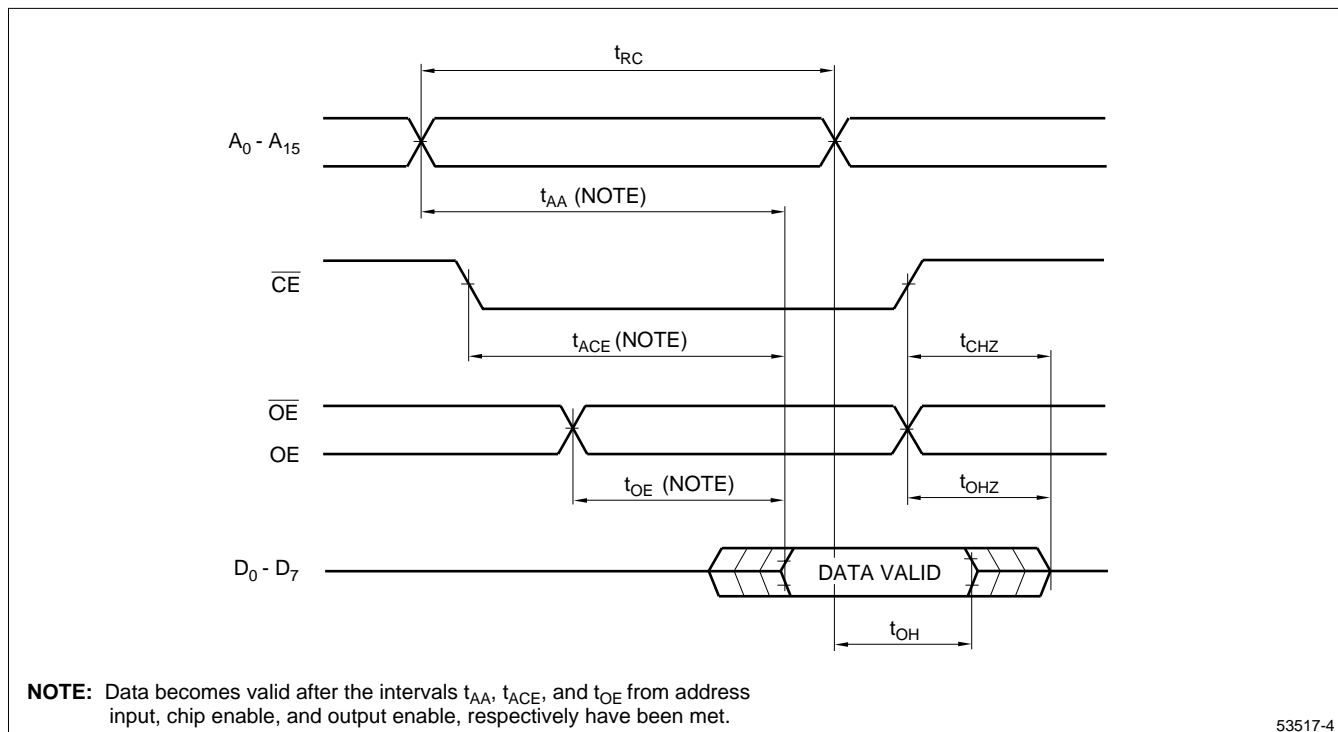 tRC
A0 - A15
tAA (NOTE)
CE
tACE (NOTE)
tCHZ
OE
OE
tOE (NOTE)
tOHZ
D0 - D7
DATA VALID
tOH
NOTE: Data becomes valid after the intervals tAA, tACE, and tOE from address
input, chip enable, and output enable, respectively have been met.
53517-4